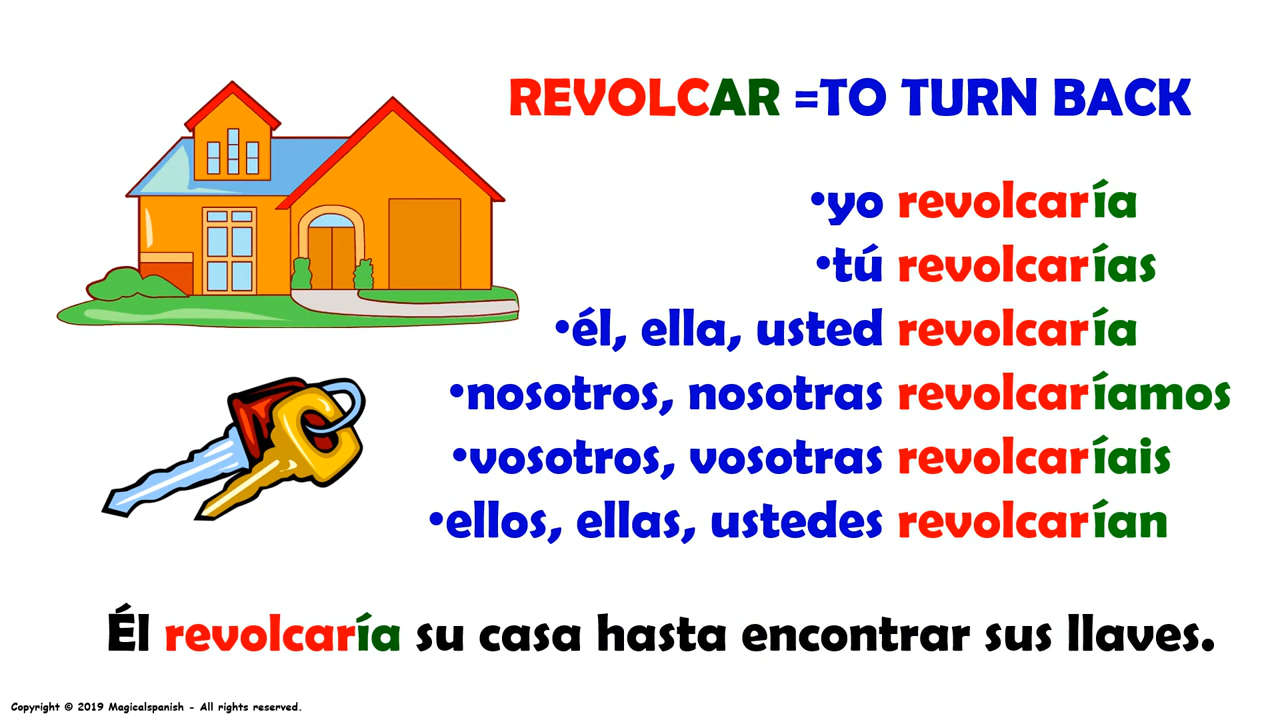 REVOLCAR =TO TURN BACK
•yo revolcaría
•tú revolcarías
•él, ella, usted revolcaría
•nosotros, nosotras revolcaríamos
•vosotros, vosotras revolcaríais
•ellos, ellas, ustedes revolcarían
Él revolcaría su casa hasta encontrar sus llaves.
Copyright © 2019 Magicalspanish - All rights reserved.